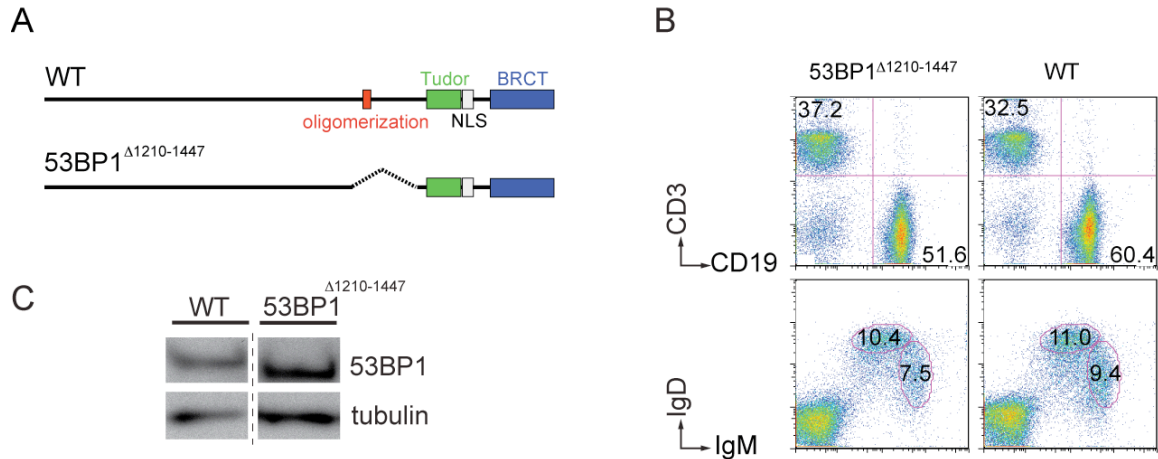 A
WT
Tudor
BRCT
oligomerization
NLS
53BP1Δ1210-1447
B
53BP1Δ1210-1447
WT
37.2
32.5
CD3
CD19
51.6
60.4
10.4
7.5
11.0
9.4
IgD
IgM
C
WT
53BP1Δ1210-1447
53BP1
tubulin